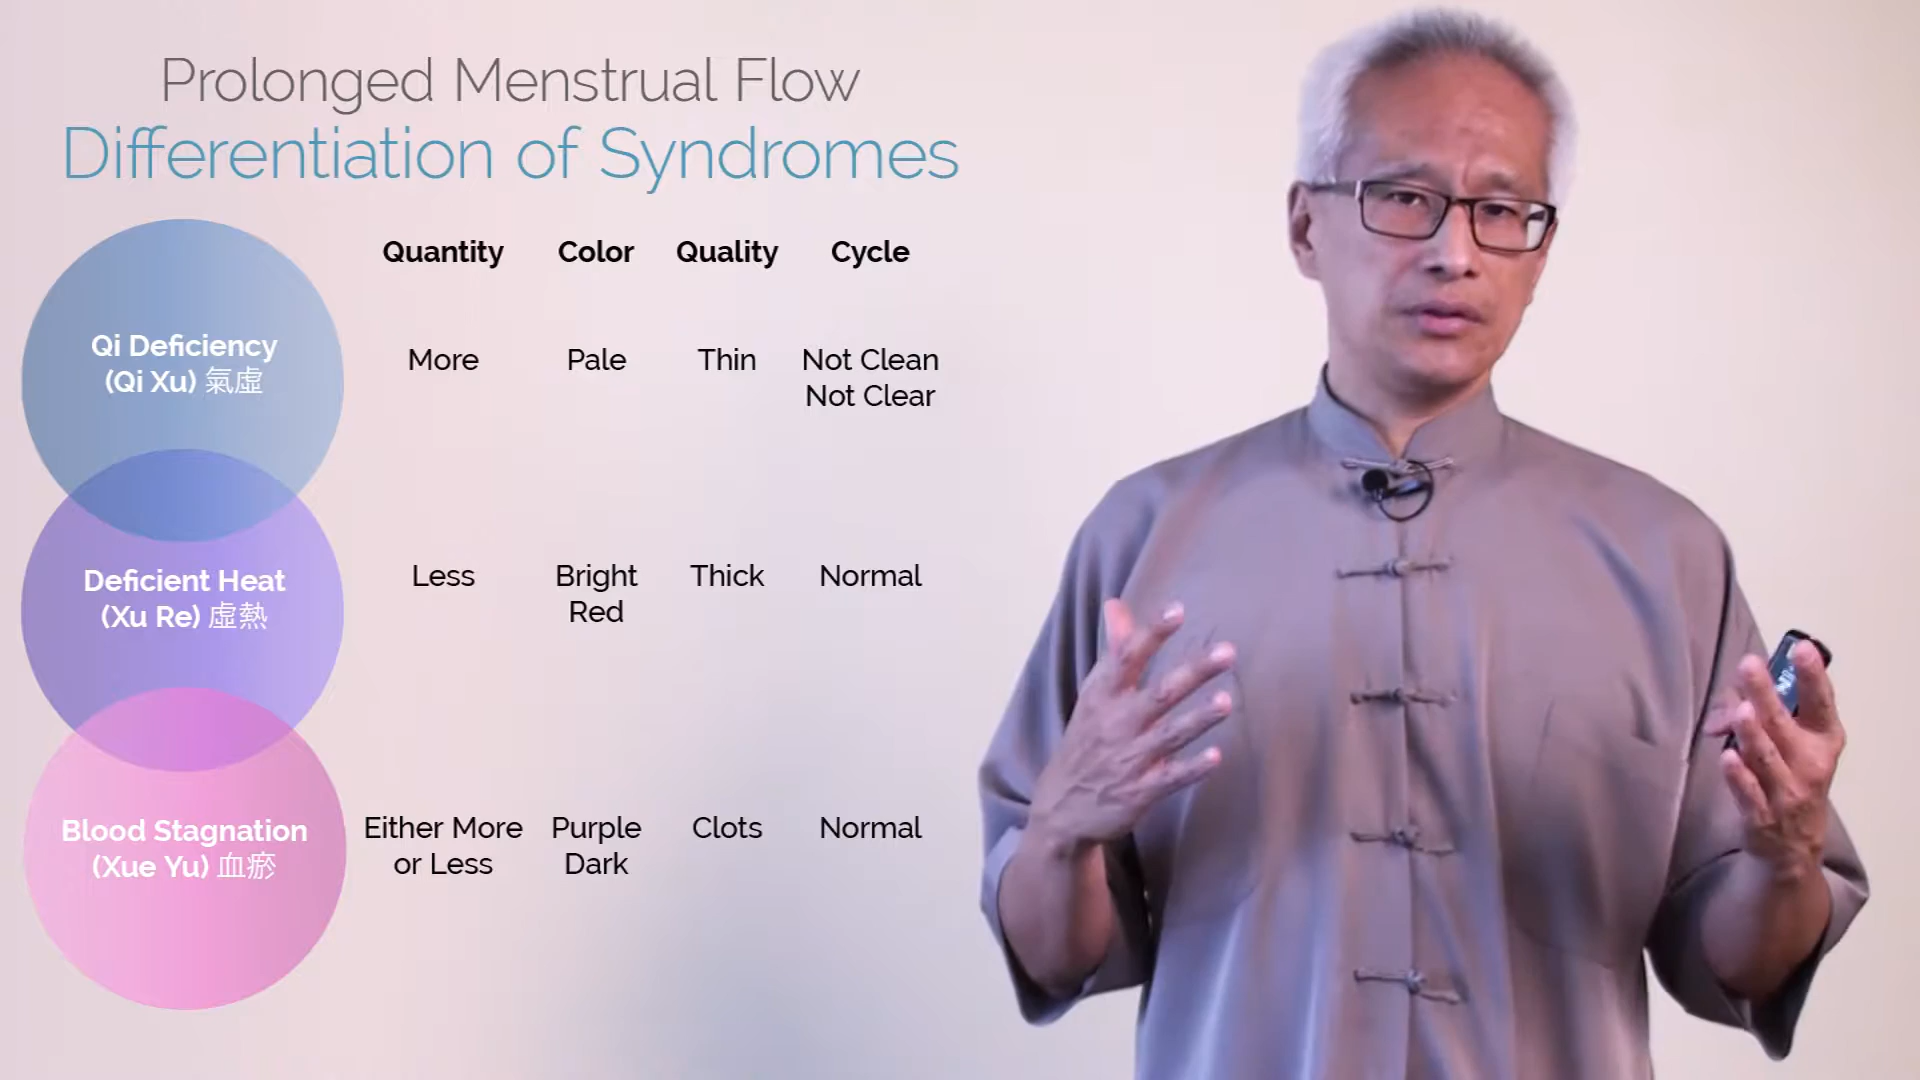 Prolonged Menstrual Flow
Differentiation of Syndromes
Quantity Color Quality Cycle
Qi Deficiency
(Qi Xu) 氣虛
More Pale Thin Not Clean
Not Clear
Deficient Heat
(Xu Re) 虛熱
Less Bright Thick Normal
Red
Blood Stagnation
(Xue Yu) 血瘀
Either More Purple Clots Normal
or Less Dark